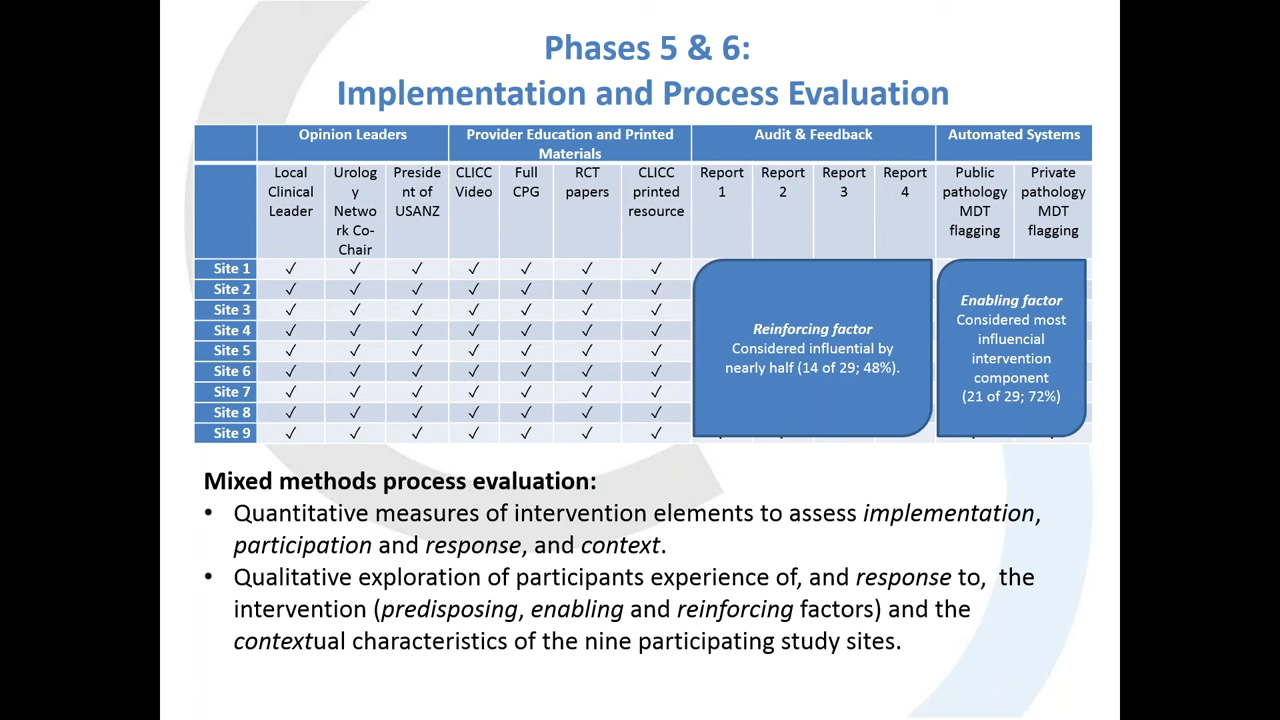 Phases 5 & 6:
Implementation and Process Evaluation
Opinion Leaders
Provider Education and Printed
Materials
Audit & Feedback
Automated Systems
Local
Clinical
Leader
Urolog
y
Netwo
rk Co-
Chair
Preside
nt of
USANZ
CLICC
Video
Full
CPG
RCT
papers
CLICC
printed
resource
Report
1
Report
2
Report
3
Report
4
Public
pathology
MDT
flagging
Private
pathology
MDT
flagging
Site 1 ✓ ✓ ✓ ✓ ✓ ✓ ✓
Site 2 ✓ ✓ ✓ ✓ ✓ ✓ ✓
Site 3 ✓ ✓ ✓ ✓ ✓ ✓ ✓
Site 4 ✓ ✓ ✓ ✓ ✓ ✓ ✓
Site 5 ✓ ✓ ✓ ✓ ✓ ✓ ✓
Site 6 ✓ ✓ ✓ ✓ ✓ ✓ ✓
Site 7 ✓ ✓ ✓ ✓ ✓ ✓ ✓
Site 8 ✓ ✓ ✓ ✓ ✓ ✓ ✓
Site 9 ✓ ✓ ✓ ✓ ✓ ✓ ✓
Reinforcing factor
Considered influential by
nearly half (14 of 29; 48%).
Enabling factor
Considered most
influencial
intervention
component
(21 of 29; 72%)
Mixed methods process evaluation:
• Quantitative measures of intervention elements to assess implementation,
participation and response, and context.
• Qualitative exploration of participants experience of, and response to, the
intervention (predisposing, enabling and reinforcing factors) and the
contextual characteristics of the nine participating study sites.